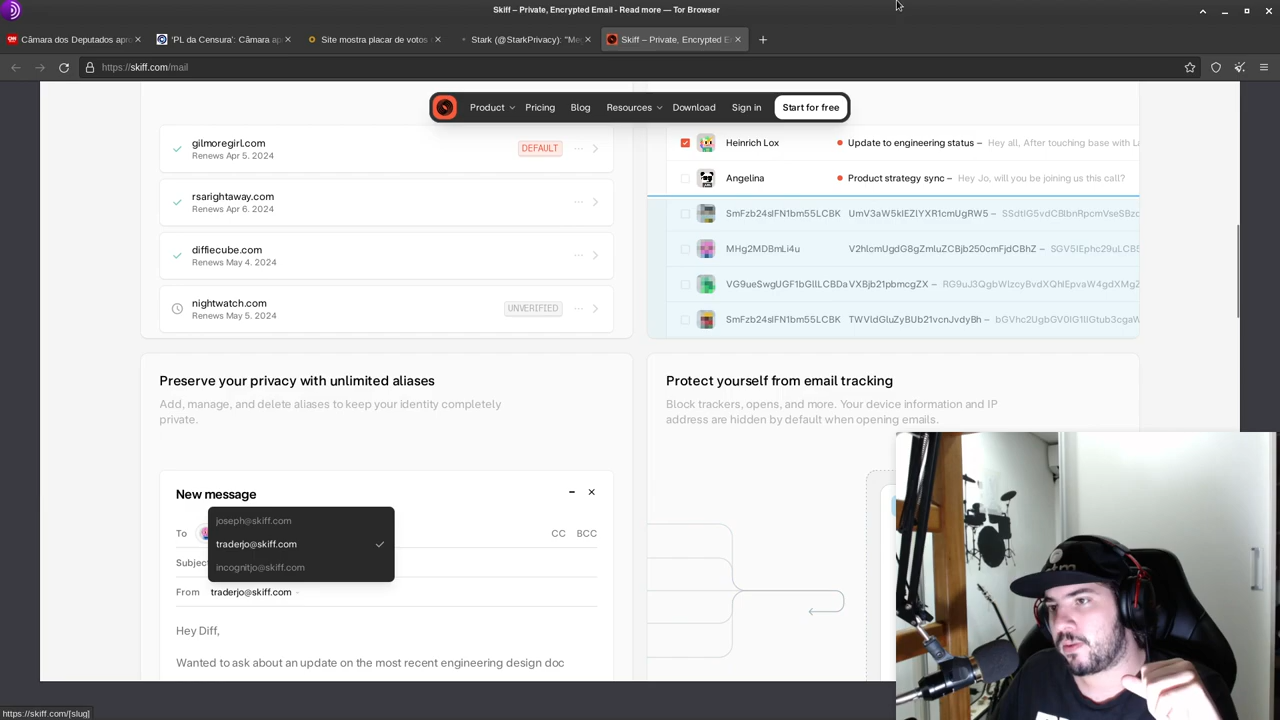 Skiff – Private, Encrypted Email - Read more — Tor Browser
Câmara dos Deputados apr
'PL da Censura': Câmara ap
Site mostra placar de votos
Stark (@StarkPrivacy): "Me
Skiff – Private, Encrypted E
https://skiff.com/mail
Product
Pricing
Blog
Resources
Download
Sign in
Start for free
gilmoregirl.com
Renews Apr 5. 2024
DEFAULT
rsarightaway.com
Renews Apr 6. 2024
diffiecube.com
Renews May 4. 2024
nightwatch.com
Renews May 5. 2024
UNVERIFIED
Heinrich Lox
Update to engineering status – Hey all, After touching base with
Angelina
Product strategy sync – Hey Jo, will you be joining us this call?
MHg2MDBmLi4u
Preserve your privacy with unlimited aliases
Add, manage, and delete aliases to keep your identity completely
private.
New message
To
CC
BCC
joseph@skiff.com
traderjo@skiff.com
incognitjo@skiff.com
Subject
From traderjo@skiff.com
Hey Diff,
Wanted to ask about an update on the most recent engineering design doc
Protect yourself from email tracking
Block trackers, opens, and more. Your device information and IP
address are hidden by default when opening emails.
https://skiff.com/[slug]